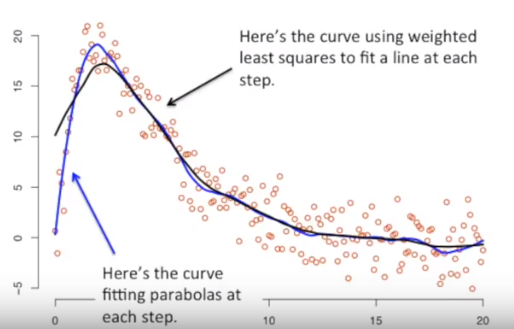 Here's the curve using weighted
least squares to fit a line at each
step.
20
15
10
5
0
-5
Here's the curve
fitting parabolas at
each step.
0
10
15
20